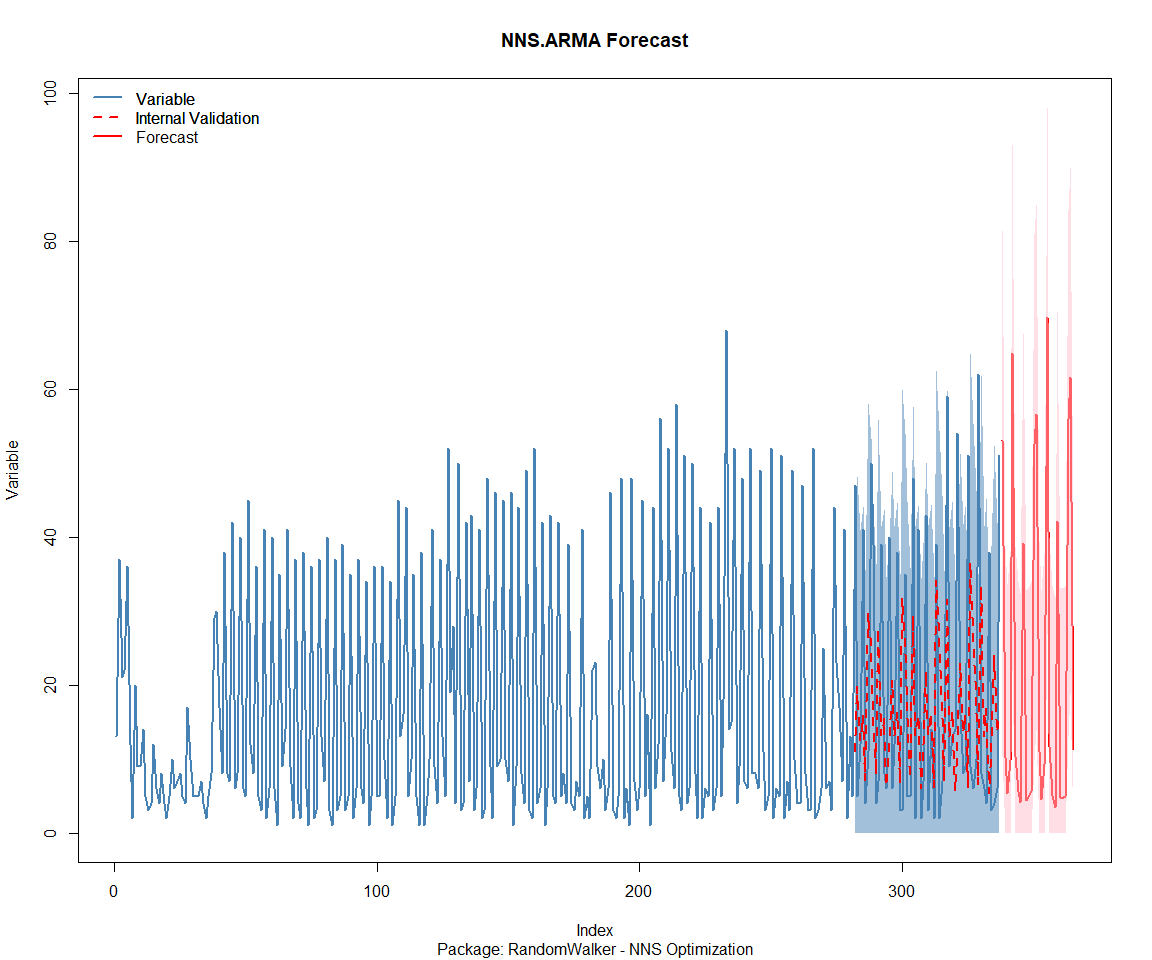 NNS.ARMA Forecast
Variable
Internal Validation
Forecast
Variable
100
80
60
40
20
0
0 100 200 300
Index
Package: RandomWalker - NNS Optimization